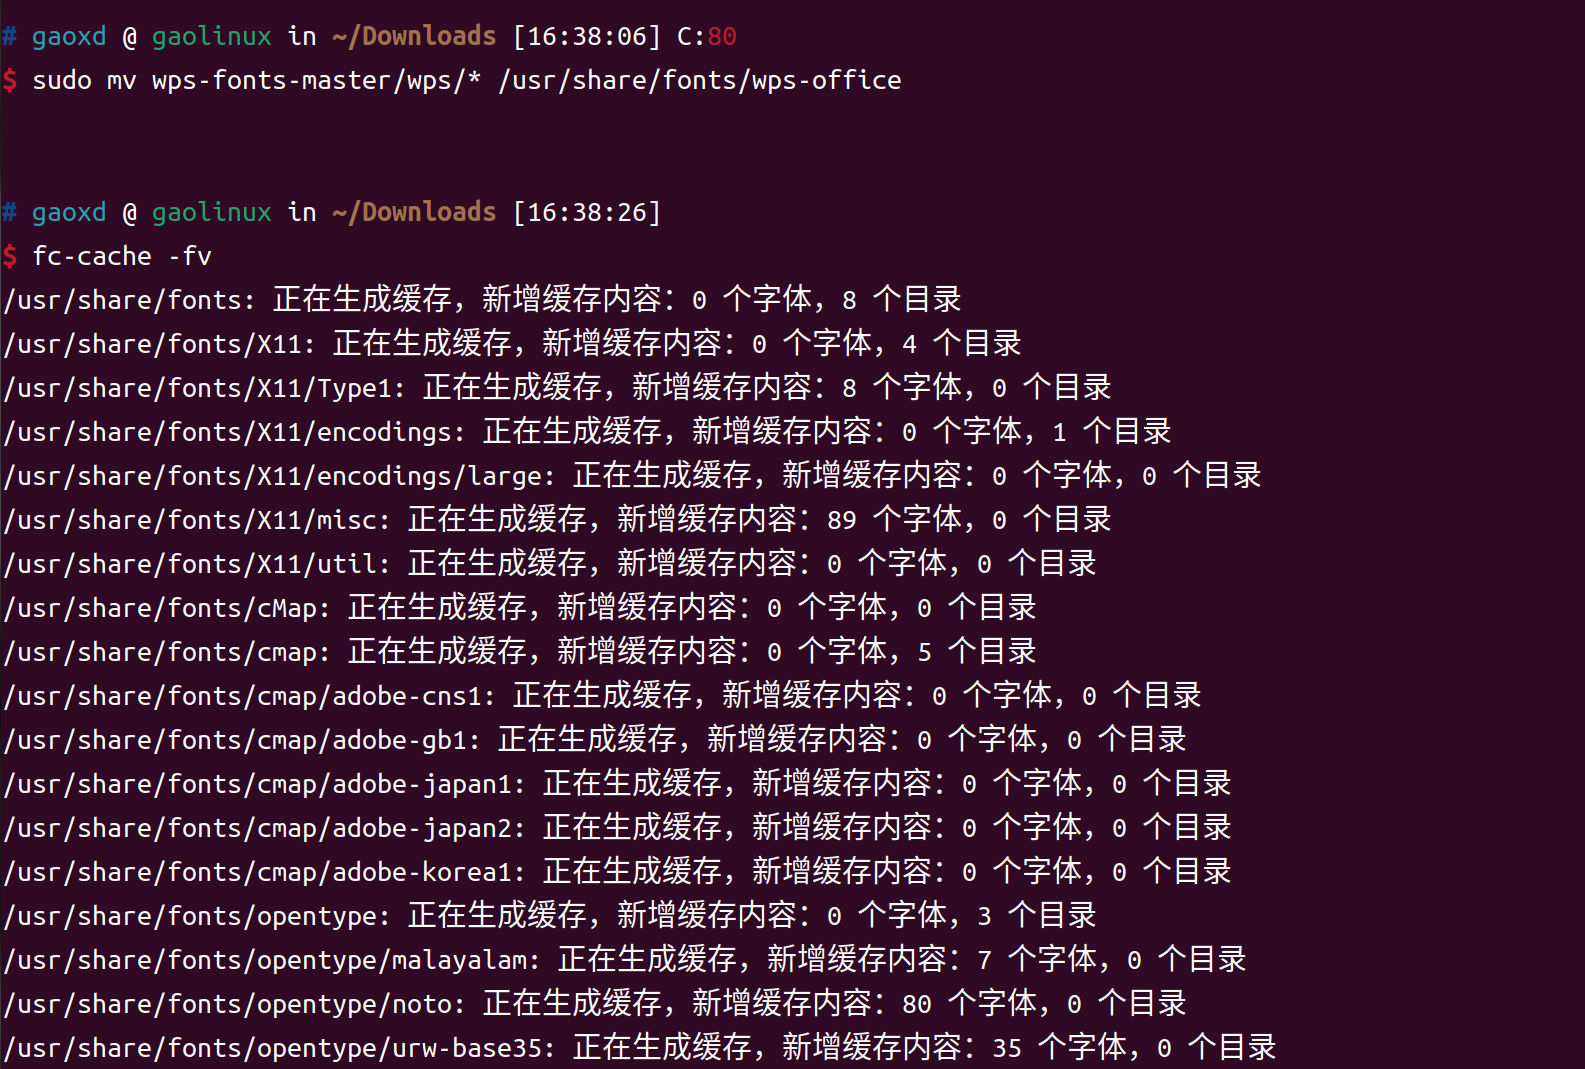 # gaoxd @ gaolinux in ~/Downloads [16:38:06] C:80
$ sudo mv wps-fonts-master/wps/* /usr/share/fonts/wps-office
# gaoxd @ gaolinux in ~/Downloads [16:38:26]
$ fc-cache -fv
/usr/share/fonts: 正在生成缓存，新增缓存内容：0 个字体，8 个目录
/usr/share/fonts/X11: 正在生成缓存，新增缓存内容：0 个字体，4 个目录
/usr/share/fonts/X11/Type1: 正在生成缓存，新增缓存内容：8 个字体，0 个目录
/usr/share/fonts/X11/encodings: 正在生成缓存，新增缓存内容：0 个字体，1 个目录
/usr/share/fonts/X11/encodings/large: 正在生成缓存，新增缓存内容：0 个字体，0 个目录
/usr/share/fonts/X11/misc: 正在生成缓存，新增缓存内容：89 个字体，0 个目录
/usr/share/fonts/X11/util: 正在生成缓存，新增缓存内容：0 个字体，0 个目录
/usr/share/fonts/cMap: 正在生成缓存，新增缓存内容：0 个字体，0 个目录
/usr/share/fonts/cmap: 正在生成缓存，新增缓存内容：0 个字体，5 个目录
/usr/share/fonts/cmap/adobe-cns1: 正在生成缓存，新增缓存内容：0 个字体，0 个目录
/usr/share/fonts/cmap/adobe-gb1: 正在生成缓存，新增缓存内容：0 个字体，0 个目录
/usr/share/fonts/cmap/adobe-japan1: 正在生成缓存，新增缓存内容：0 个字体，0 个目录
/usr/share/fonts/cmap/adobe-japan2: 正在生成缓存，新增缓存内容：0 个字体，0 个目录
/usr/share/fonts/cmap/adobe-korea1: 正在生成缓存，新增缓存内容：0 个字体，0 个目录
/usr/share/fonts/opentype: 正在生成缓存，新增缓存内容：0 个字体，3 个目录
/usr/share/fonts/opentype/malayalam: 正在生成缓存，新增缓存内容：7 个字体，0 个目录
/usr/share/fonts/opentype/noto: 正在生成缓存，新增缓存内容：80 个字体，0 个目录
/usr/share/fonts/opentype/urw-base35: 正在生成缓存，新增缓存内容：35 个字体，0 个目录